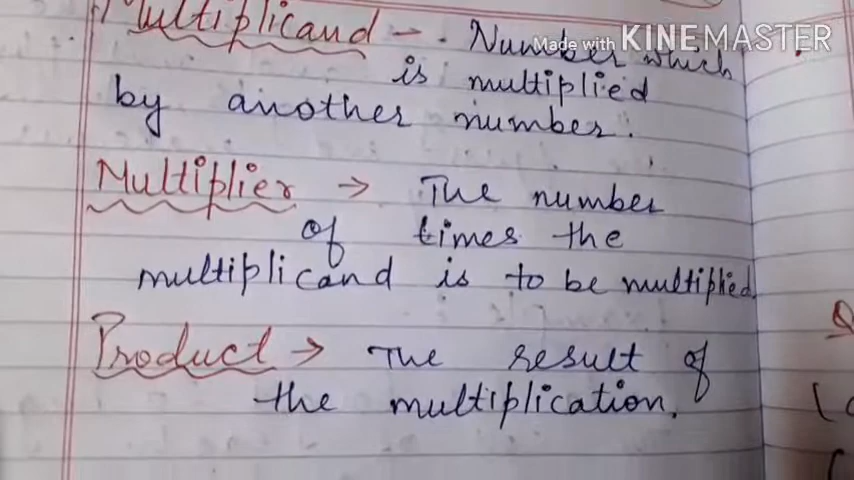 Multiplicand - Number which
is multiplied
by another number.
Multiplier → The number
of times the
multiplicand is to be multiplied
Product → The result of
the multiplication.
Made with KINEMASTER